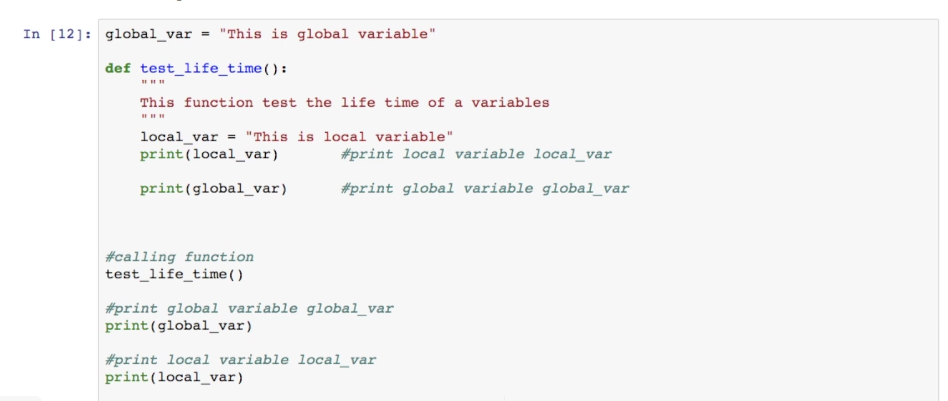 In [12]: global_var = "This is global variable"
def test_life_time():
"""
This function test the life time of a variables
"""
local_var = "This is local variable"
print(local_var) #print local variable local_var
print(global_var) #print global variable global_var
#calling function
test_life_time()
#print global variable global_var
print(global_var)
#print local variable local_var
print(local_var)